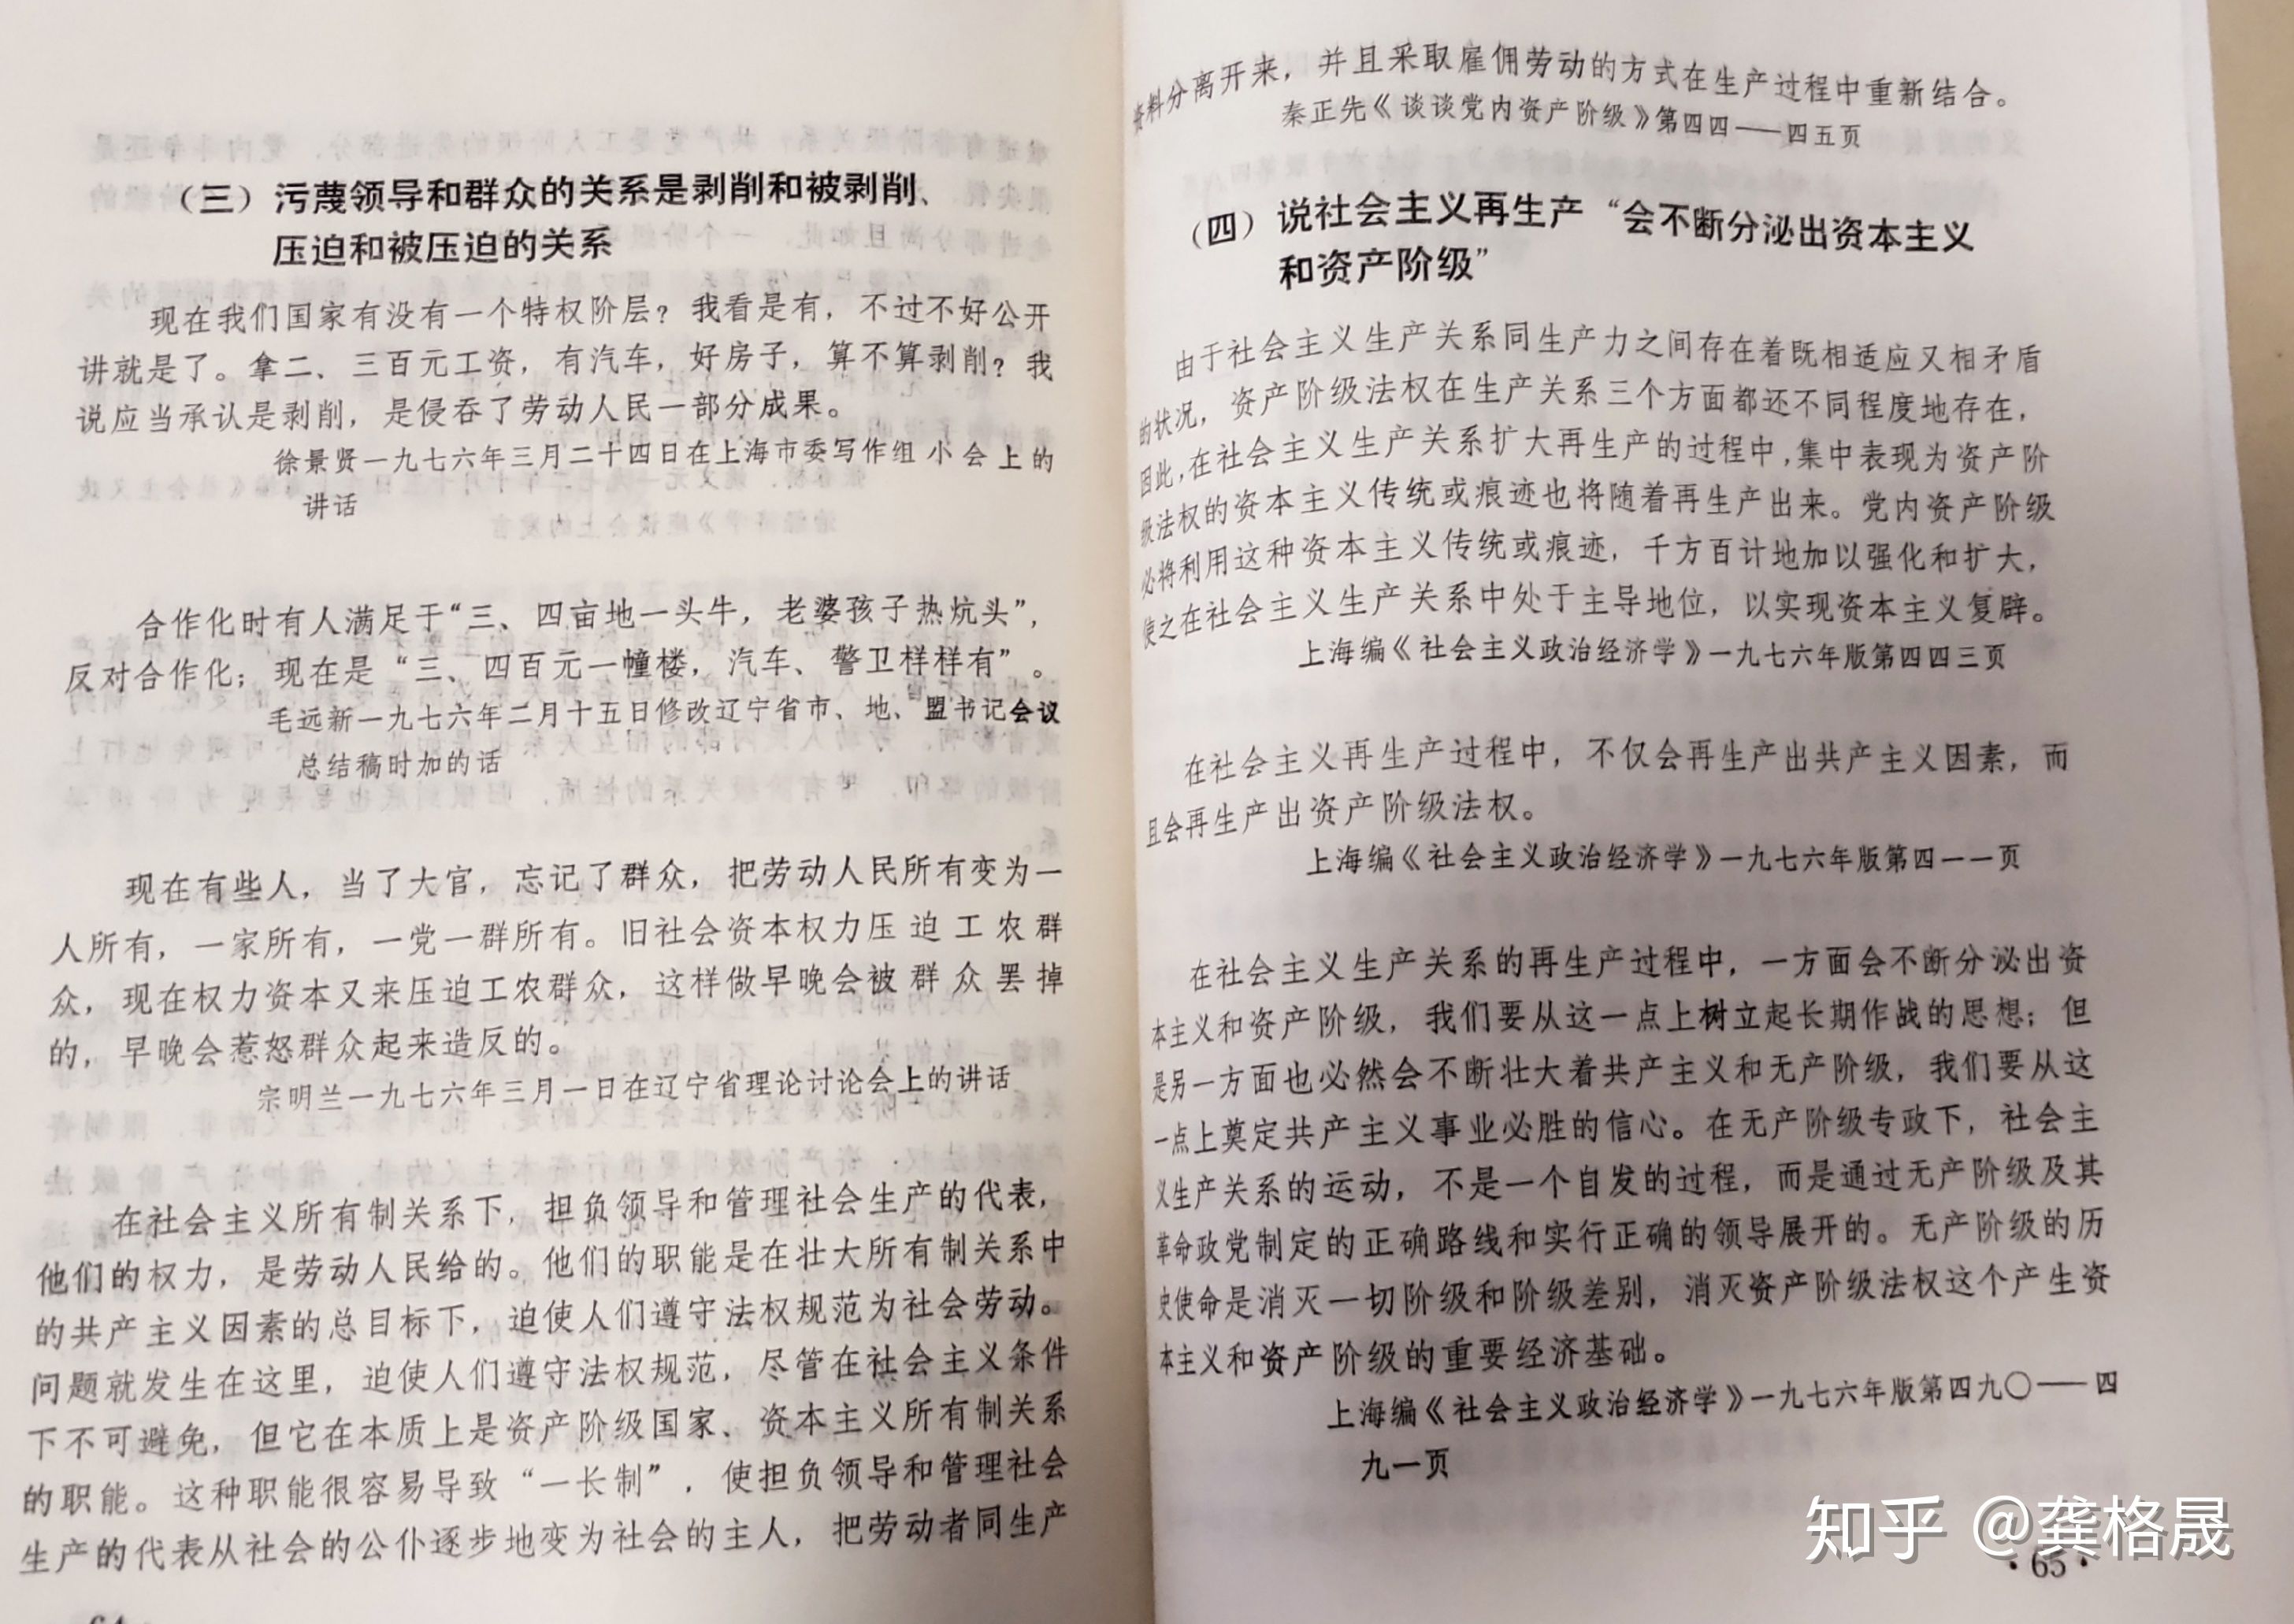 （三）污蔑领导和群众的关系是剥削和被剥削、
压迫和被压迫的关系
现在我们国家有没有一个特权阶层？我看是有，不过不好公开
讲就是了。拿二、三百元工资，有汽车，好房子，算不算剥削？我
说应当承认是剥削，是侵吞了劳动人民一部分成果。
徐景贤一九七六年三月二十四日在上海市委写作组小会上的
讲话
合作化时有人满足于“三、四亩地一头牛，老婆孩子热炕头”，
反对合作化；现在是“三、四百元一幢楼，汽车、警卫样样有”。
毛远新一九七六年二月十五日修改辽宁省市、地、盟书记会议
总结稿时加的话
现在有些人，当了大官，忘记了群众，把劳动人民所有变为一
人所有，一家所有，一党一群所有。旧社会资本权力压迫工农群
众，现在权力资本又来压迫工农群众，这样做早晚会被群众罢掉
的，早晚会惹怒群众起来造反的。
宗明兰一九七六年三月一日在辽宁省理论讨论会上的讲话
在社会主义所有制关系下，担负领导和管理社会生产的代表，
他们的权力，是劳动人民给的。他们的职能是在壮大所有制关系中
的共产主义因素的总目标下，迫使人们遵守法权规范为社会劳动。
问题就发生在这里，迫使人们遵守法权规范，尽管在社会主义条件
下不可避免，但它在本质上是资产阶级国家、资本主义所有制关系
的职能。这种职能很容易导致“一长制”，使担负领导和管理社会
生产的代表从社会的公仆逐步地变为社会的主人，把劳动者同生产
资料分离开来，并且采取雇佣劳动的方式在生产过程中重新结合。
秦正先《谈谈党内资产阶级》第四四——四五页
（四）说社会主义再生产“会不断分泌出资本主义
和资产阶级”
由于社会主义生产关系同生产力之间存在着既相适应又相矛盾
的状况，资产阶级法权在生产关系三个方面都还不同程度地存在，
因此，在社会主义生产关系扩大再生产的过程中，集中表现为资产阶
级法权的资本主义传统或痕迹也将随着再生产出来。党内资产阶级
必将利用这种资本主义传统或痕迹，千方百计地加以强化和扩大，
使之在社会主义生产关系中处于主导地位，以实现资本主义复辟。
上海编《社会主义政治经济学》一九七六年版第四四三页
在社会主义再生产过程中，不仅会再生产出共产主义因素，而
且会再生产出资产阶级法权。
上海编《社会主义政治经济学》一九七六年版第四一一页
在社会主义生产关系的再生产过程中，一方面会不断分泌出资
本主义和资产阶级，我们要从这一点上树立起长期作战的思想；但
是另一方面也必然会不断壮大着共产主义和无产阶级，我们要从这
一点上奠定共产主义事业必胜的信心。在无产阶级专政下，社会主
义生产关系的运动，不是一个自发的过程，而是通过无产阶级及其
革命政党制定的正确路线和实行正确的领导展开的。无产阶级的历
史使命是消灭一切阶级和阶级差别，消灭资产阶级法权这个产生资
本主义和资产阶级的重要经济基础。
上海编《社会主义政治经济学》一九七六年版第四九〇——四
九一页
知乎 @龚格晟
·65·